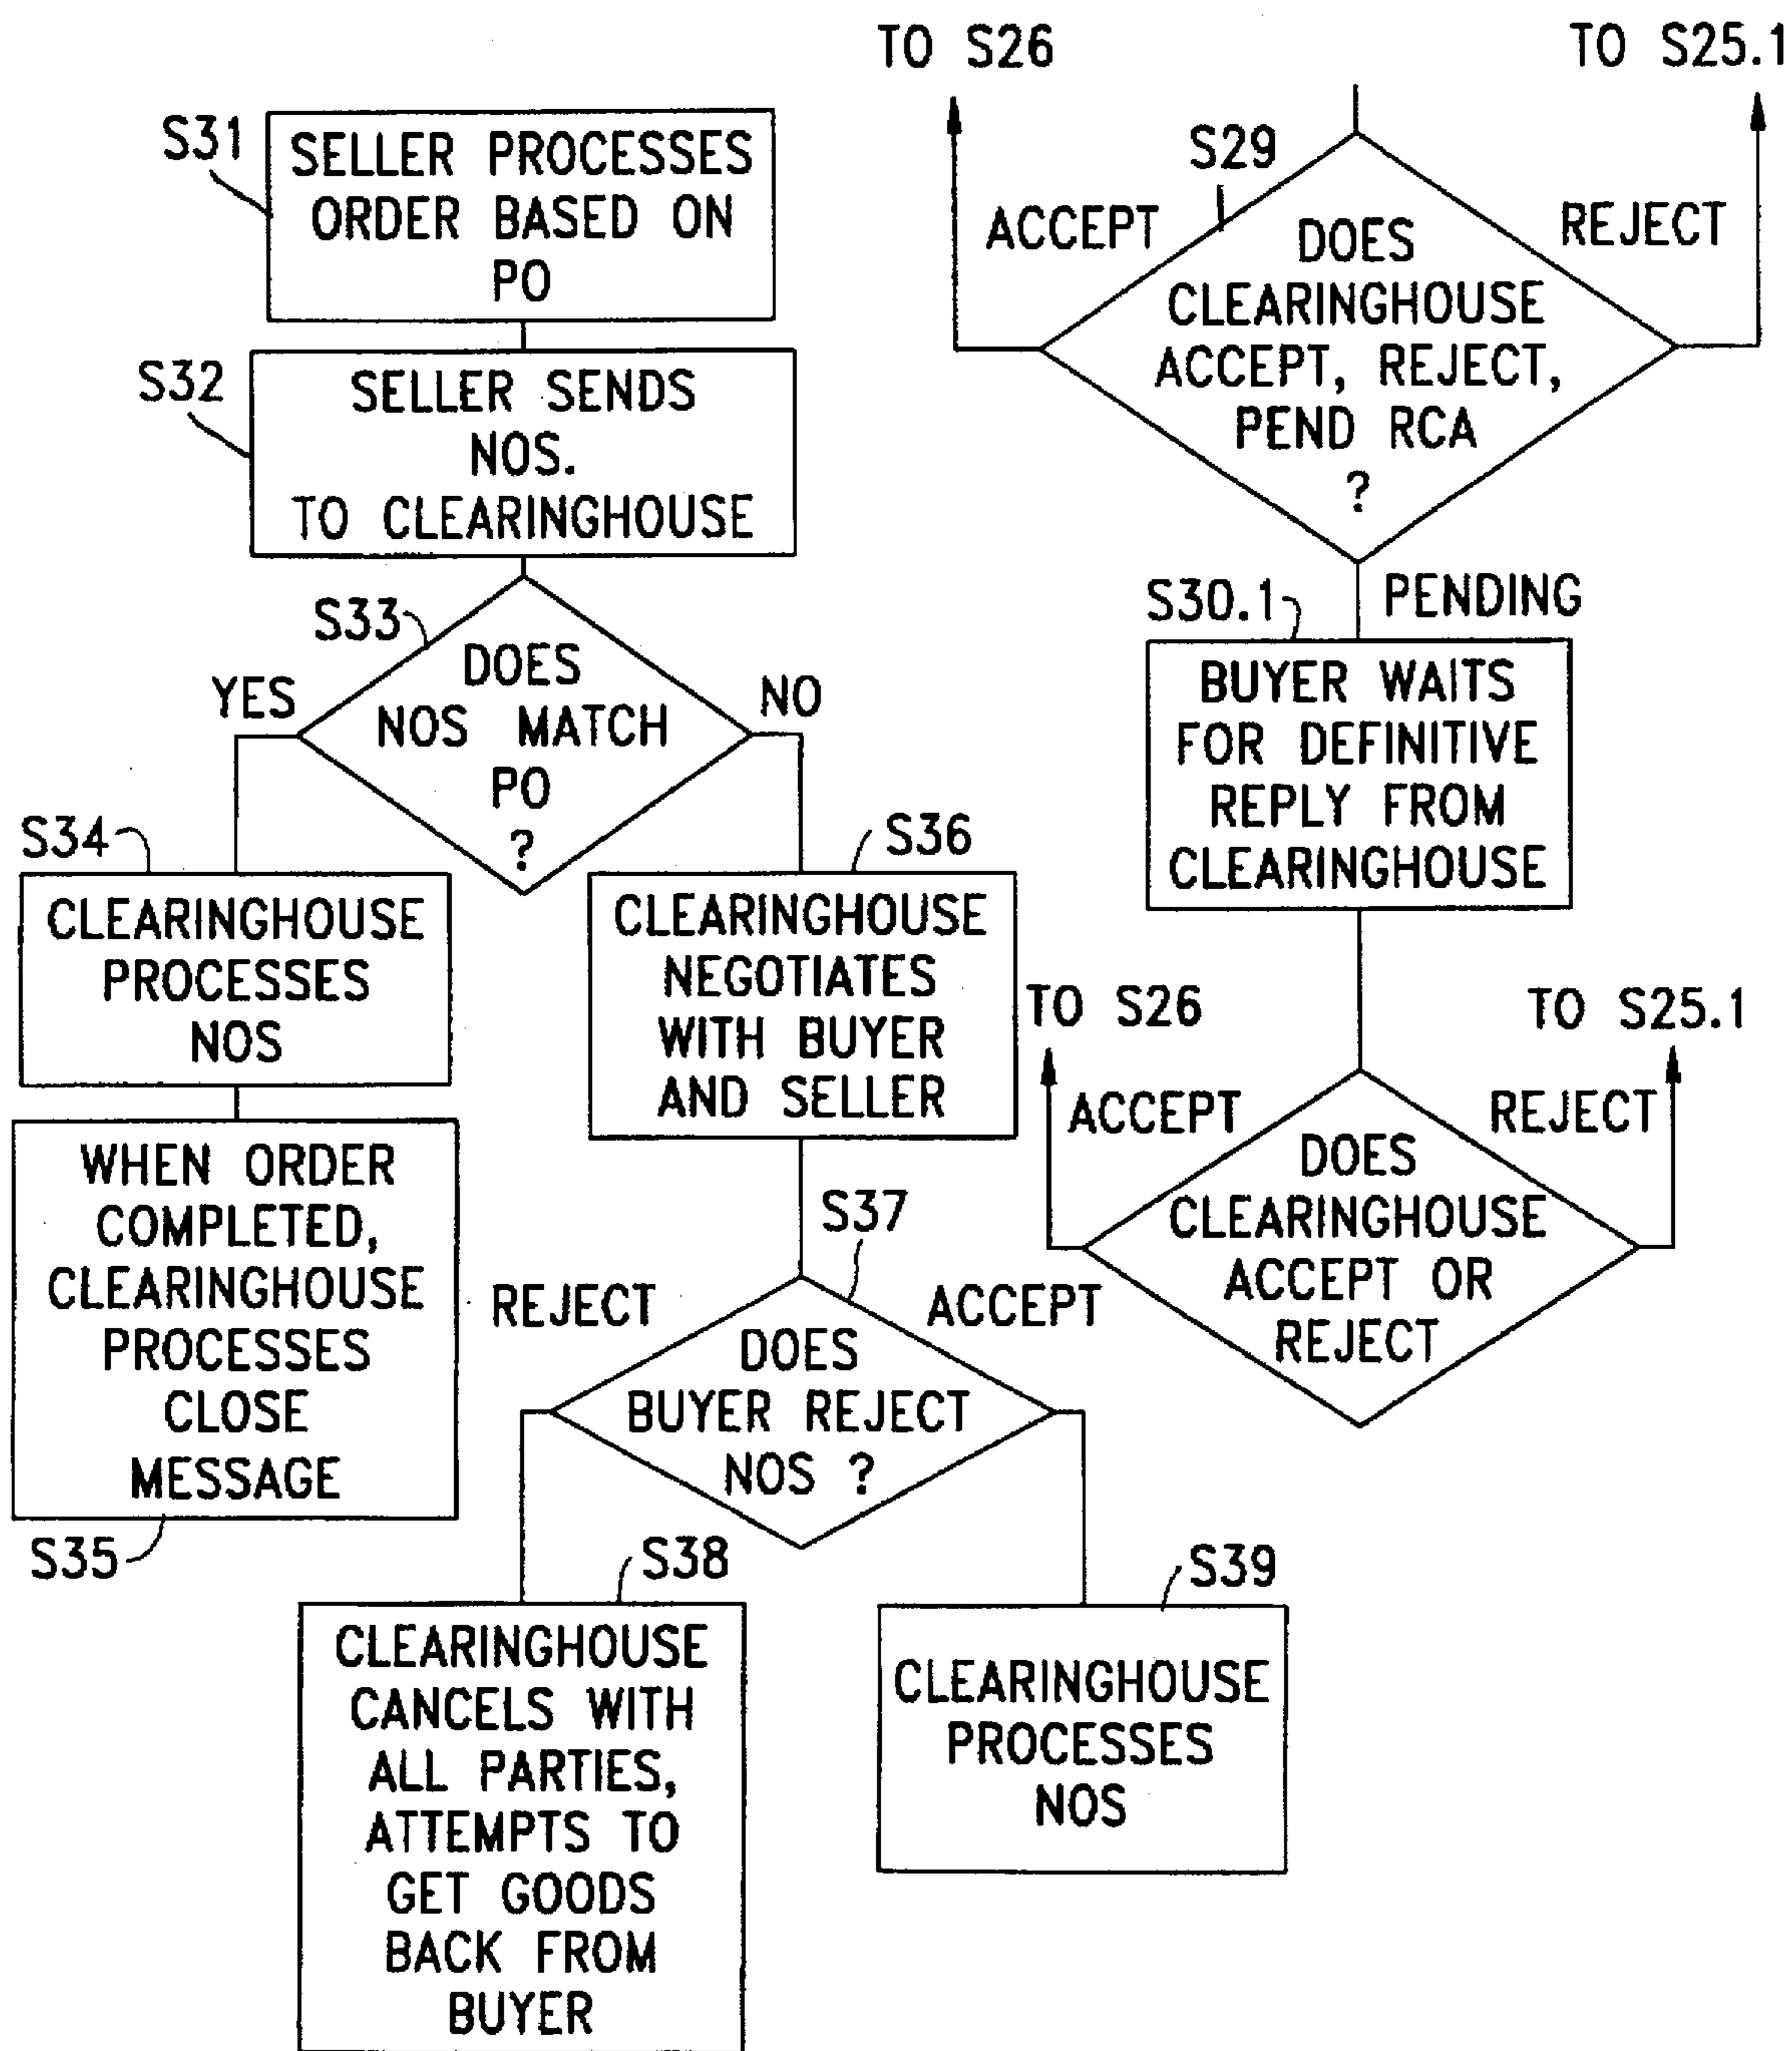 S31
SELLER PROCESSES
ORDER BASED ON
PO
S32
SELLER SENDS
NOS.
TO CLEARINGHOUSE
S33
DOES
NOS MATCH
PO
?
YES
NO
S34
CLEARINGHOUSE
PROCESSES
NOS
WHEN ORDER
COMPLETED,
CLEARINGHOUSE
PROCESSES
CLOSE
MESSAGE
S35
S36
CLEARINGHOUSE
NEGOTIATES
WITH BUYER
AND SELLER
S37
REJECT
ACCEPT
DOES
BUYER REJECT
NOS ?
S38
CLEARINGHOUSE
CANCELS WITH
ALL PARTIES,
ATTEMPTS TO
GET GOODS
BACK FROM
BUYER
S39
CLEARINGHOUSE
PROCESSES
NOS
TO S26
TO S25.1
S29
ACCEPT
REJECT
DOES
CLEARINGHOUSE
ACCEPT, REJECT,
PEND RCA
?
PENDING
S30.1
BUYER WAITS
FOR DEFINITIVE
REPLY FROM
CLEARINGHOUSE
TO S26
TO S25.1
ACCEPT
REJECT
DOES
CLEARINGHOUSE
ACCEPT OR
REJECT